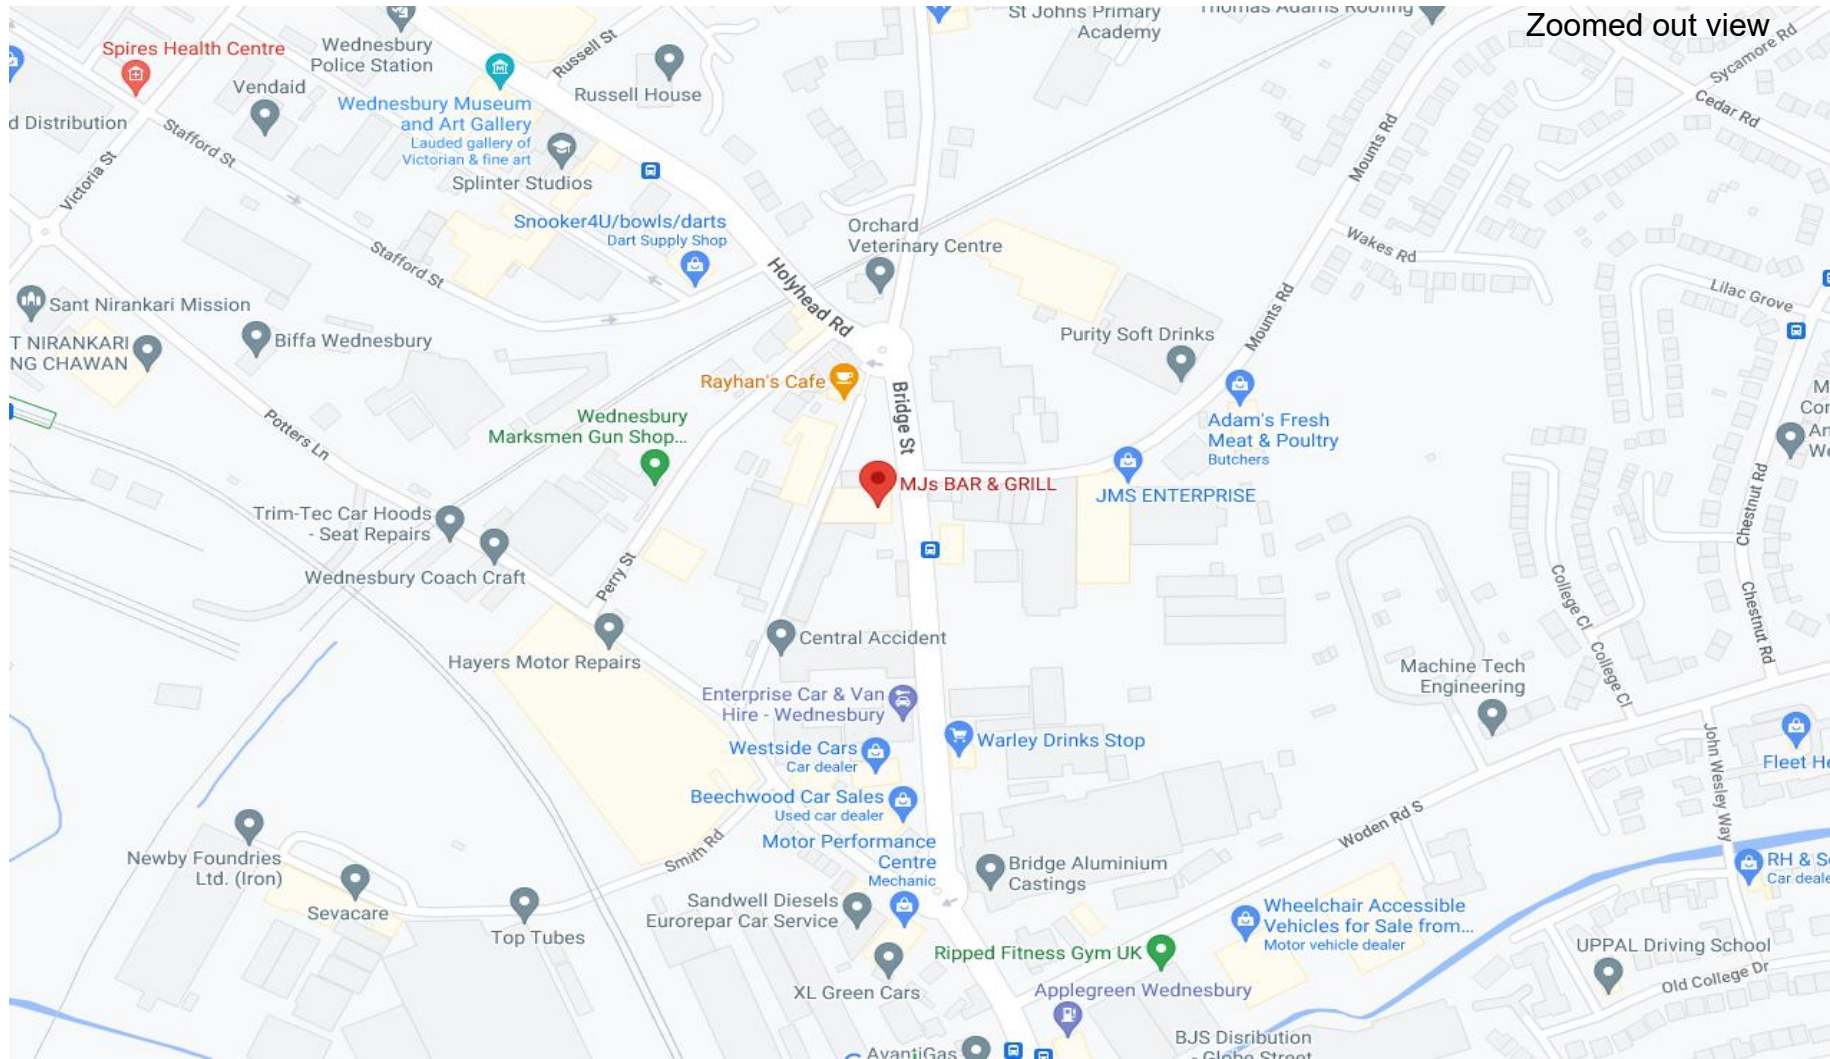 Zoomed out view
St Johns Primary
Academy
Sycamore Rd
Spires Health Centre
Wednesbury
Police Station
Russell St
Vendaid
Russell House
Cedar Rd
Wednesbury Museum
and Art Gallery
Lauded gallery of
Victorian & fine art
d Distribution
Stafford St
Mounts Rd
Victoria St
Splinter Studios
Snooker4U/bowls/darts
Dart Supply Shop
Orchard
Veterinary Centre
Wakes Rd
Stafford St
Holyhead Rd
Lilac Grove
Sant Nirankari Mission
Mounts Rd
Biffa Wednesbury
Purity Soft Drinks
T NIRANKARI
NG CHAWAN
Rayhan's Cafe
Bridge St
Wednesbury
Marksmen Gun Shop...
Potters Ln
Adam's Fresh
Meat & Poultry
Butchers
MJs BAR & GRILL
JMS ENTERPRISE
Chestnut Rd
Trim-Tec Car Hoods
- Seat Repairs
Wednesbury Coach Craft
Perry St
College Cl
Chestnut Rd
Central Accident
Hayers Motor Repairs
College Cl
Machine Tech
Engineering
Enterprise Car & Van
Hire - Wednesbury
Westside Cars
Car dealer
Warley Drinks Stop
John Wesley Way
Fleet He
Beechwood Car Sales
Used car dealer
Woden Rd S
Smith Rd
Motor Performance
Centre
Mechanic
Newby Foundries
Ltd. (Iron)
Bridge Aluminium
Castings
RH & S
Car deale
Sevacare
Sandwell Diesels
Eurorepar Car Service
Wheelchair Accessible
Vehicles for Sale from...
Motor vehicle dealer
Top Tubes
Ripped Fitness Gym UK
UPPAL Driving School
Old College Dr
XL Green Cars
Applegreen Wednesbury
BJS Disribution
- Globe Street
AvantiGas